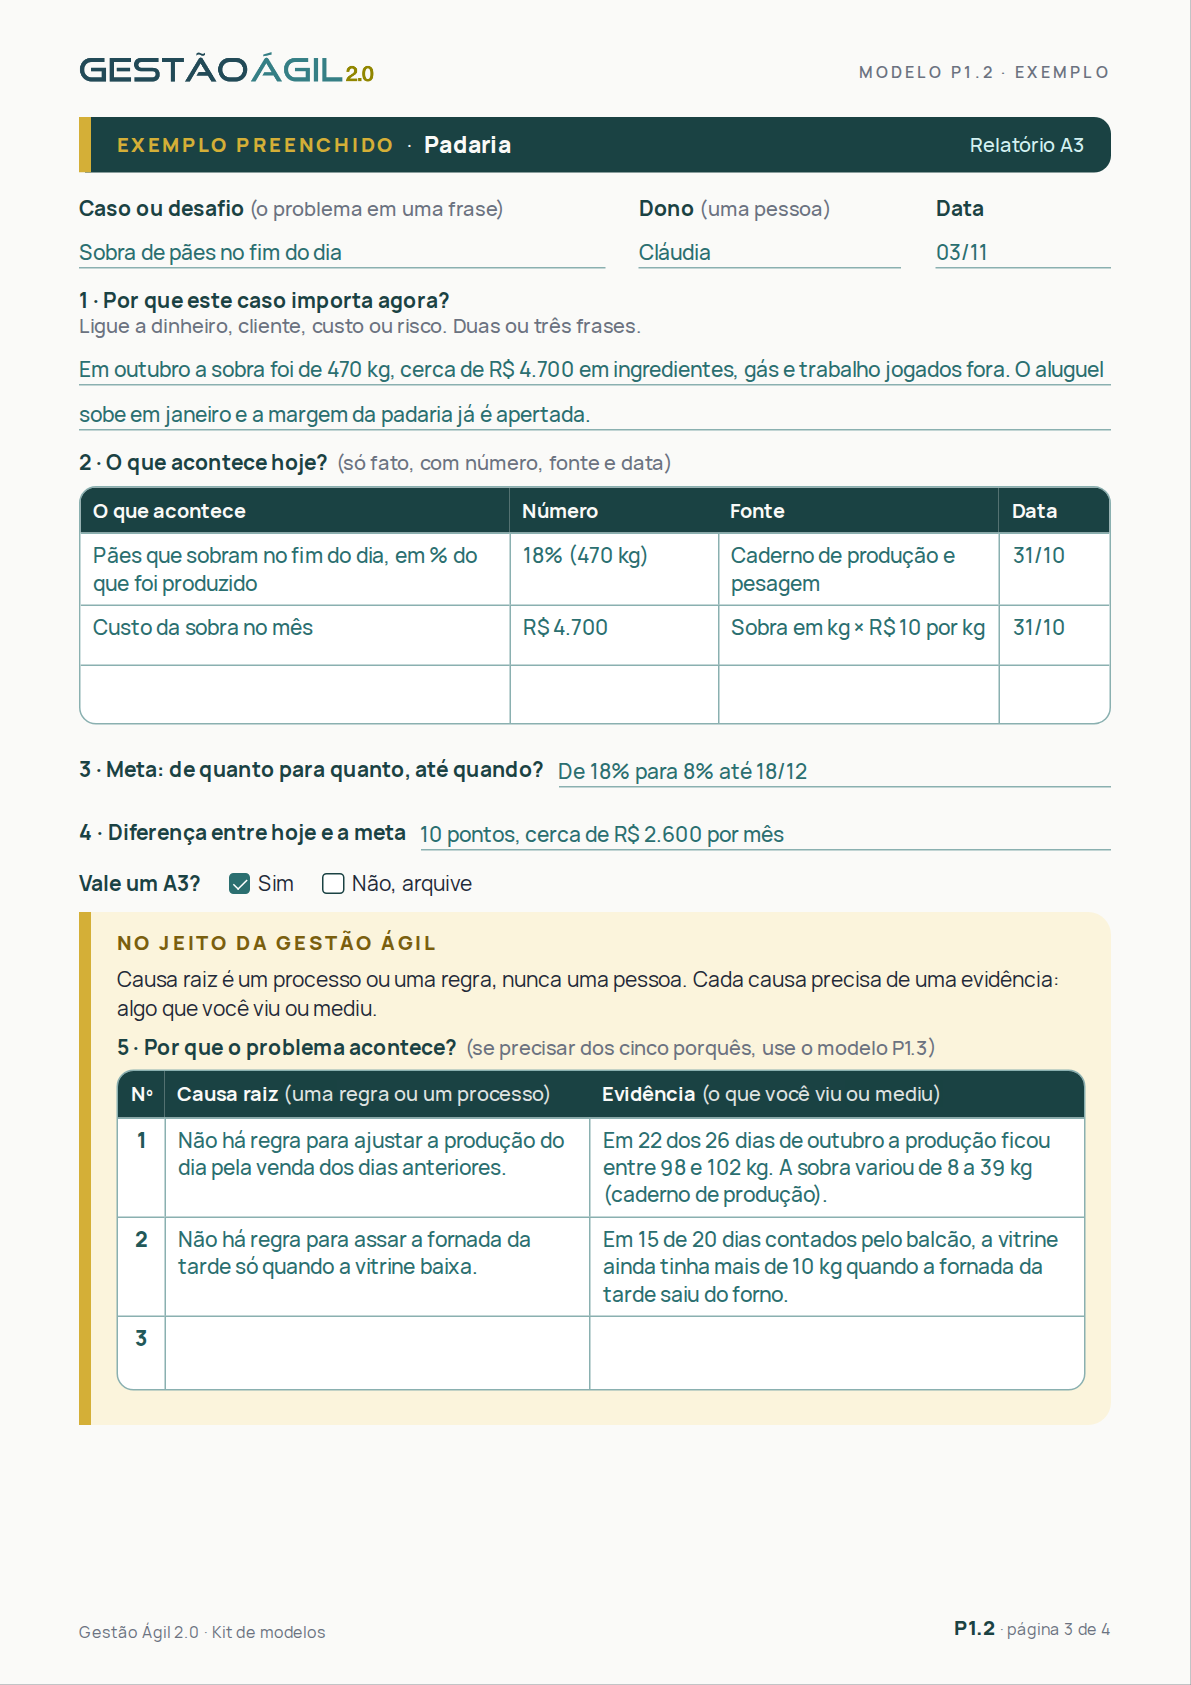 GESTÃOÁGIL2.0
MODELO P1.2 · EXEMPLO
EXEMPLO PREENCHIDO · Padaria
Relatório A3
Caso ou desafio (o problema em uma frase)
Dono (uma pessoa)
Data
Sobra de pães no fim do dia
Cláudia
03/11
1 · Por que este caso importa agora?
Ligue a dinheiro, cliente, custo ou risco. Duas ou três frases.
Em outubro a sobra foi de 470 kg, cerca de R$ 4.700 em ingredientes, gás e trabalho jogados fora. O aluguel
sobe em janeiro e a margem da padaria já é apertada.
2 · O que acontece hoje? (só fato, com número, fonte e data)
O que acontece
Número
Fonte
Data
Pães que sobram no fim do dia, em % do
que foi produzido
18% (470 kg)
Caderno de produção e
pesagem
31/10
Custo da sobra no mês
R$ 4.700
Sobra em kg × R$ 10 por kg
31/10
3 · Meta: de quanto para quanto, até quando?
De 18% para 8% até 18/12
4 · Diferença entre hoje e a meta
10 pontos, cerca de R$ 2.600 por mês
Vale um A3?
Sim
Não, arquive
NO JEITO DA GESTÃO ÁGIL
Causa raiz é um processo ou uma regra, nunca uma pessoa. Cada causa precisa de uma evidência:
algo que você viu ou mediu.
5 · Por que o problema acontece? (se precisar dos cinco porquês, use o modelo P1.3)
Nº
Causa raiz (uma regra ou um processo)
Evidência (o que você viu ou mediu)
1
Não há regra para ajustar a produção do
dia pela venda dos dias anteriores.
Em 22 dos 26 dias de outubro a produção ficou
entre 98 e 102 kg. A sobra variou de 8 a 39 kg
(caderno de produção).
2
Não há regra para assar a fornada da
tarde só quando a vitrine baixa.
Em 15 de 20 dias contados pelo balcão, a vitrine
ainda tinha mais de 10 kg quando a fornada da
tarde saiu do forno.
3
Gestão Ágil 2.0 · Kit de modelos
P1.2 · página 3 de 4